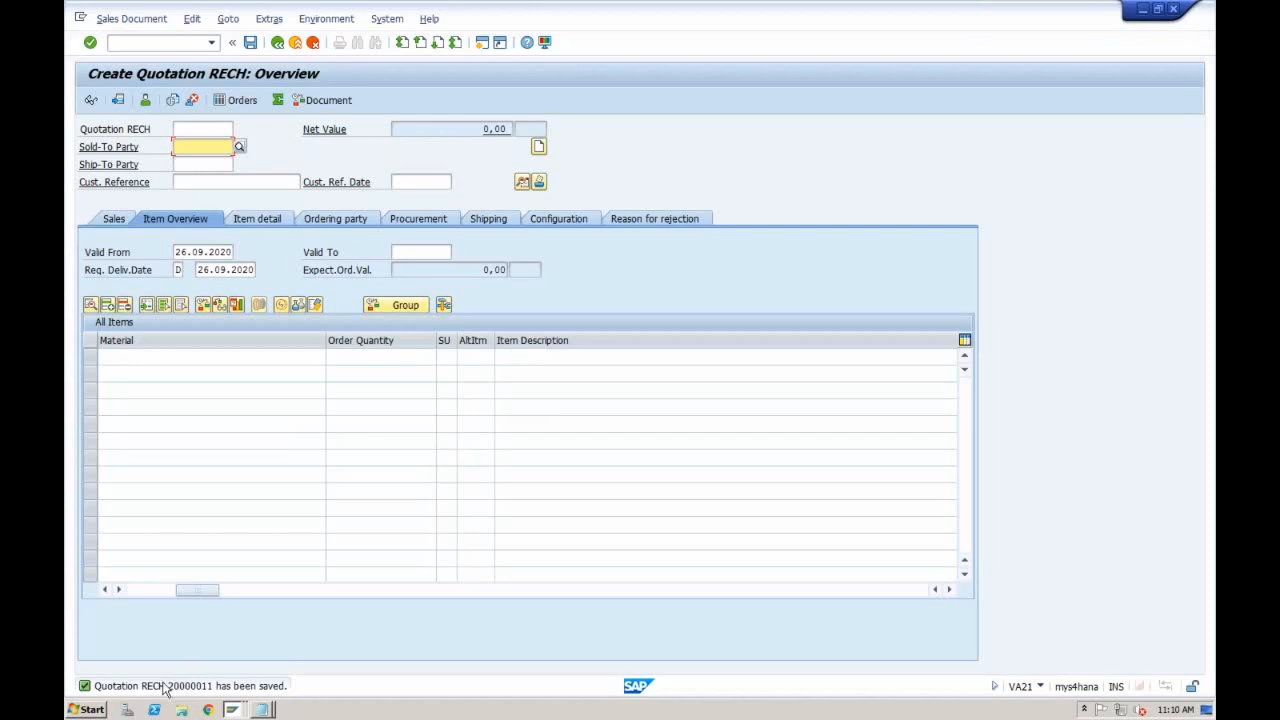 Sales Document Edit Goto Extras Environment System Help
Create Quotation RECH: Overview
Orders Document
Quotation RECH Net Value 0,00
Sold-To Party
Ship-To Party
Cust. Reference Cust. Ref. Date
Sales Item Overview Item detail Ordering party Procurement Shipping Configuration Reason for rejection
Valid From 26.09.2020 Valid To
Req. Deliv.Date D 26.09.2020 Expect.Ord.Val. 0,00
Group
All Items
Material Order Quantity SU AltItm Item Description
Quotation RECH 20000011 has been saved.
SAP
VA21 mys4hana INS
Start 11:10 AM